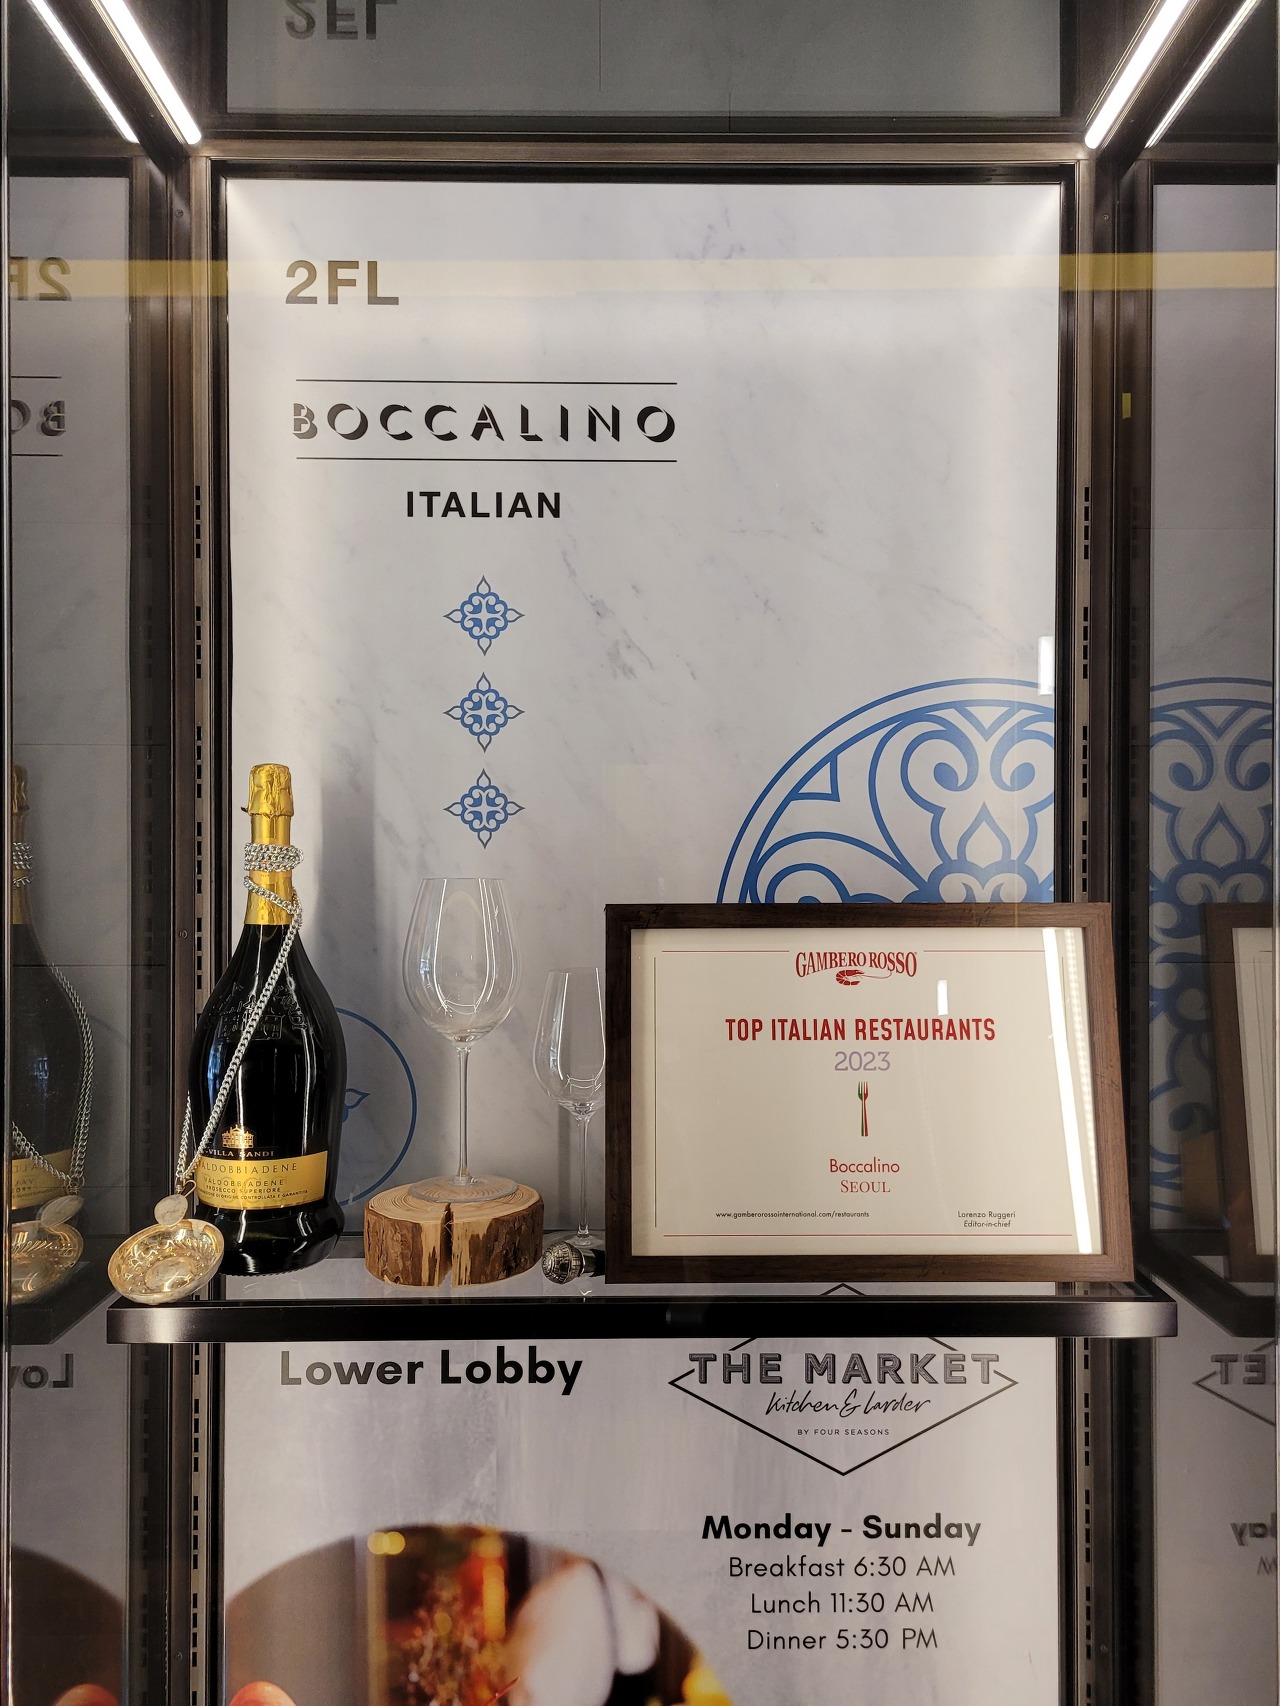 2FL
BOCCALINO
ITALIAN
VILLA SANDI
VALDOBBIADENE
VALDOBBIADENE
PROSECCO SUPERIORE
GAMBERO ROSSO
TOP ITALIAN RESTAURANTS
2023
Boccalino
SEOUL
www.gamberorossointernational.com/restaurants
Lorenzo Ruggeri
Editor-in-chief
Lower Lobby
THE MARKET
Kitchen & Larder
BY FOUR SEASONS
Monday - Sunday
Breakfast 6:30 AM
Lunch 11:30 AM
Dinner 5:30 PM